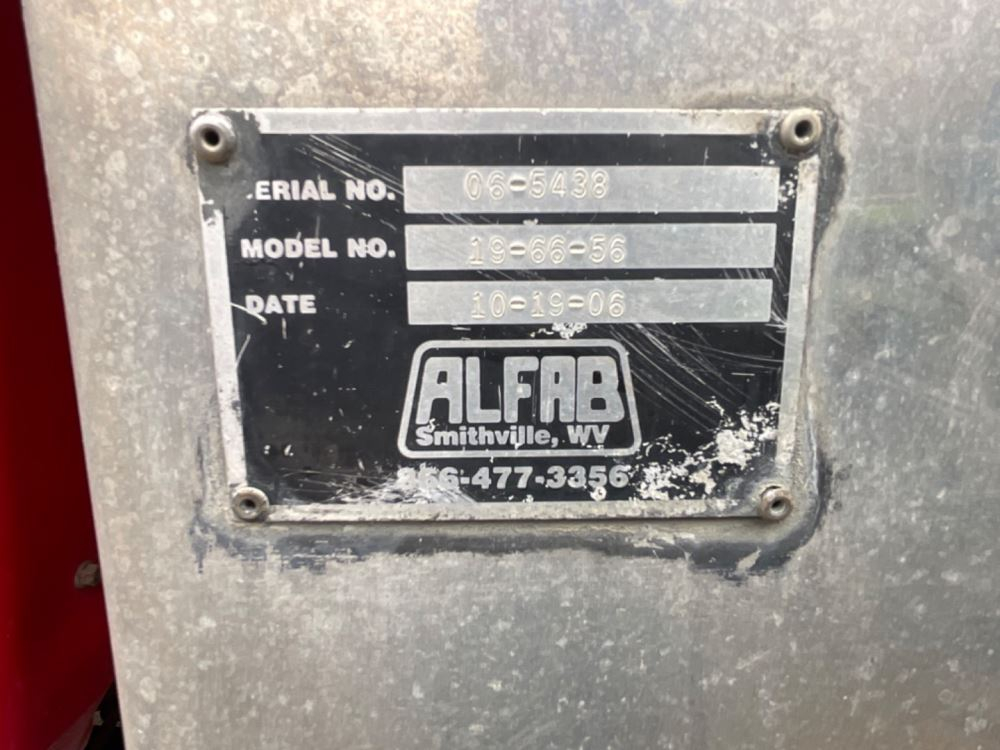 ERIAL NO. 06-5438
MODEL NO. 19-66-56
DATE 10-19-06
ALFAB
Smithville, WV
66-477-3356